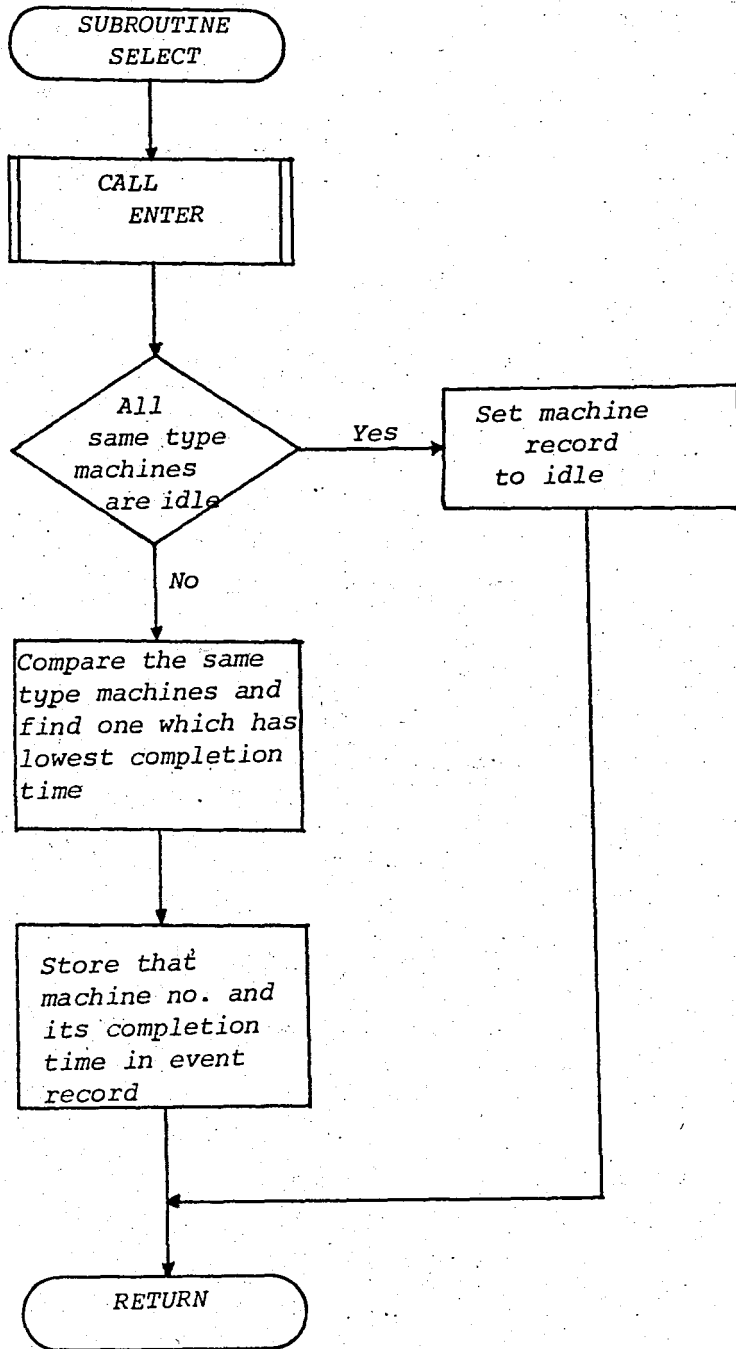 SUBROUTINE
SELECT
CALL
ENTER
All
same type
machines
are idle
Yes
Set machine
record
to idle
No
Compare the same
type machines and
find one which has
lowest completion
time
Store that
machine no. and
its completion
time in event
record
RETURN